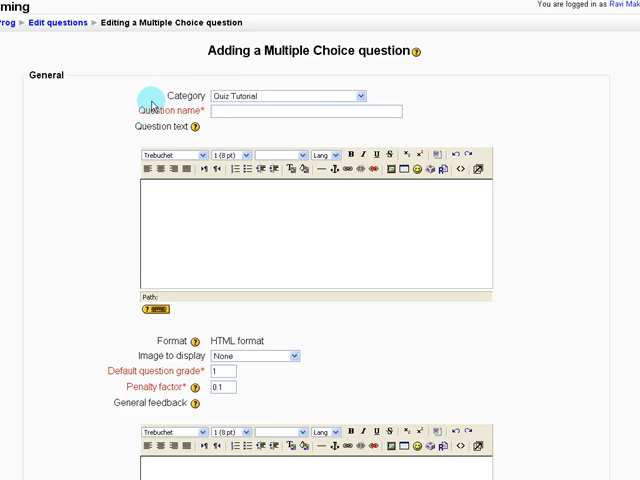 ming
You are logged in as Ravi Mak
Prog ► Edit questions ► Editing a Multiple Choice question
Adding a Multiple Choice question
General
Category Quiz Tutorial
Question name*
Question text
Trebuchet 1 (8 pt) Lang B I U S
Path:
Format HTML format
Image to display None
Default question grade* 1
Penalty factor* 0.1
General feedback
Trebuchet 1 (8 pt) Lang B I U S